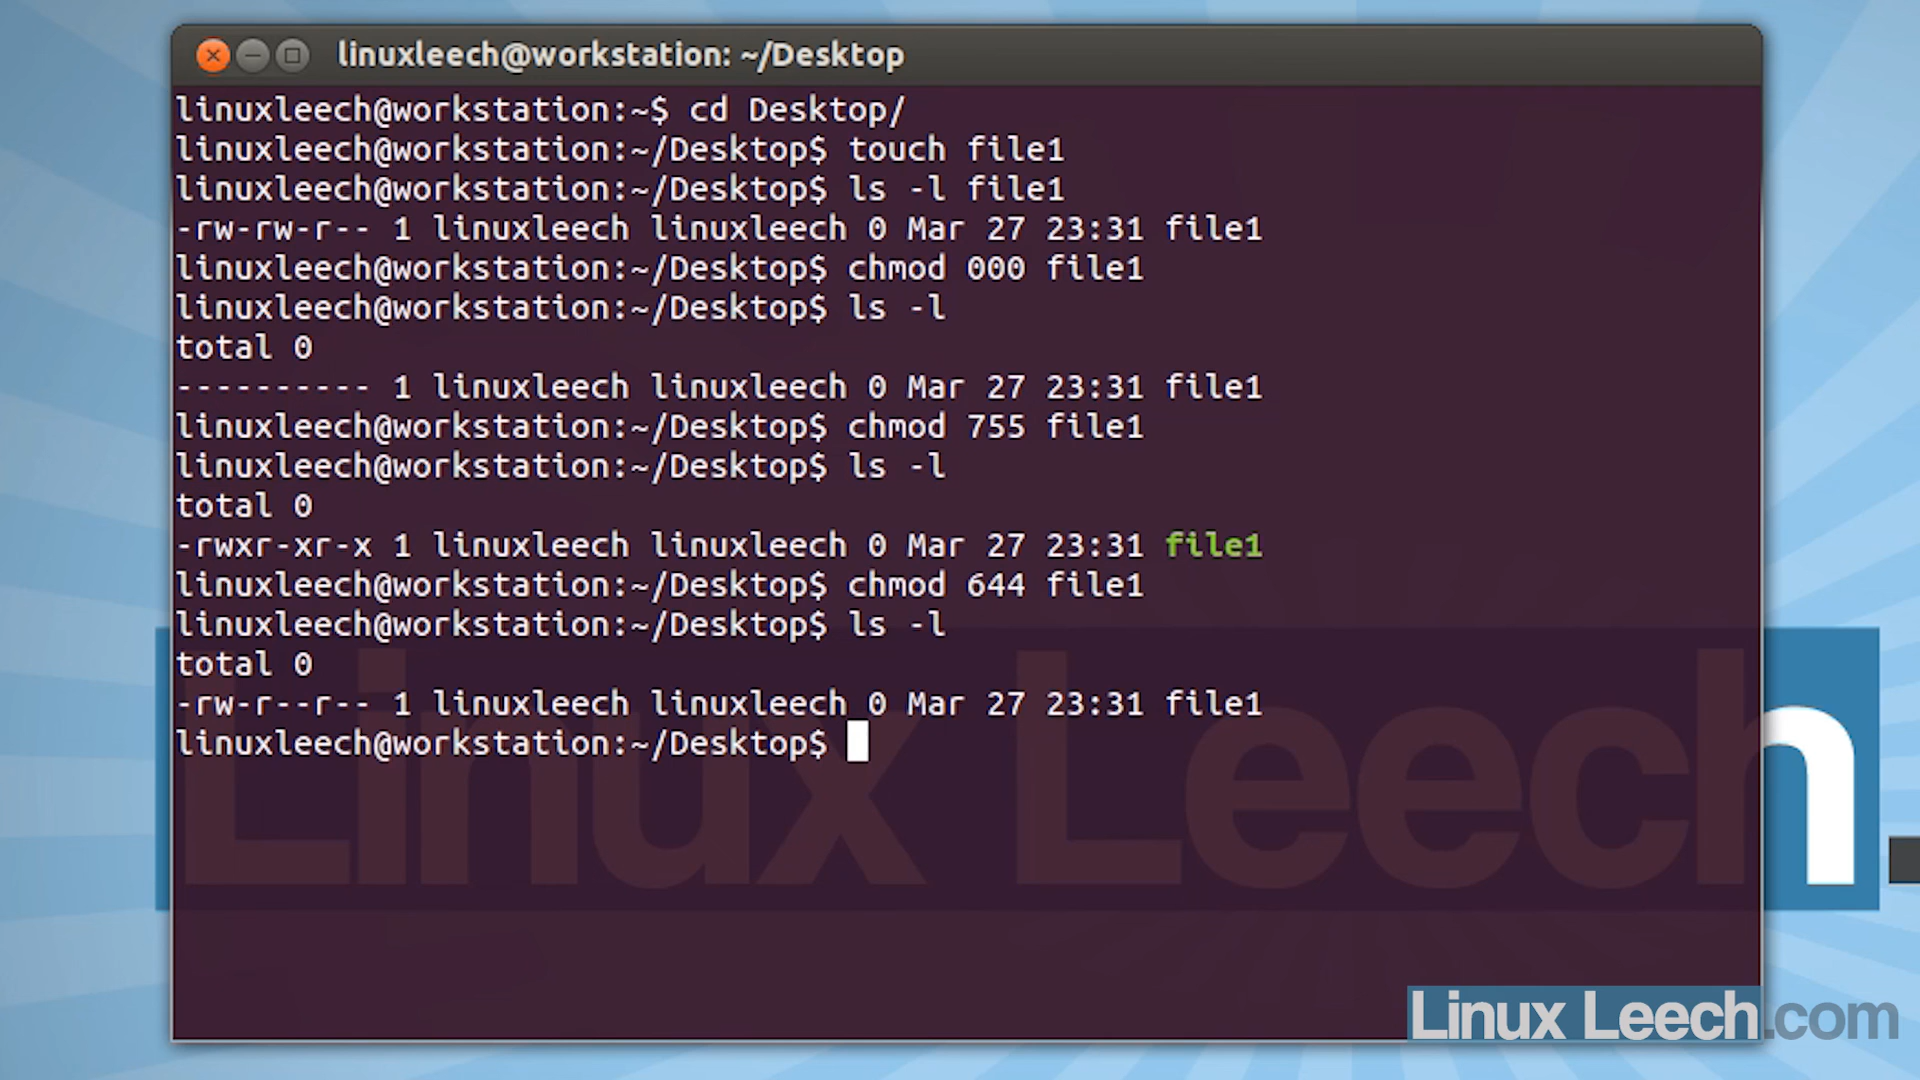 linuxleech@workstation: ~/Desktop
linuxleech@workstation:~$ cd Desktop/
linuxleech@workstation:~/Desktop$ touch file1
linuxleech@workstation:~/Desktop$ ls -l file1
-rw-rw-r-- 1 linuxleech linuxleech 0 Mar 27 23:31 file1
linuxleech@workstation:~/Desktop$ chmod 000 file1
linuxleech@workstation:~/Desktop$ ls -l
total 0
---------- 1 linuxleech linuxleech 0 Mar 27 23:31 file1
linuxleech@workstation:~/Desktop$ chmod 755 file1
linuxleech@workstation:~/Desktop$ ls -l
total 0
-rwxr-xr-x 1 linuxleech linuxleech 0 Mar 27 23:31 file1
linuxleech@workstation:~/Desktop$ chmod 644 file1
linuxleech@workstation:~/Desktop$ ls -l
total 0
-rw-r--r-- 1 linuxleech linuxleech 0 Mar 27 23:31 file1
linuxleech@workstation:~/Desktop$
Linux Leech.
Linux Leech.com